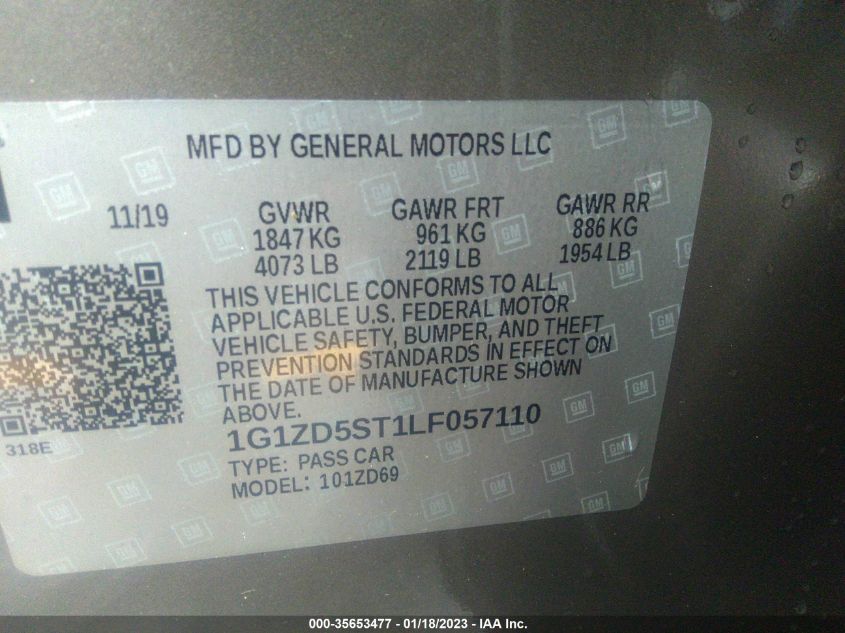 MFD BY GENERAL MOTORS LLC
11/19 GVWR GAWR FRT GAWR RR
1847 KG 961 KG 886 KG
4073 LB 2119 LB 1954 LB
THIS VEHICLE CONFORMS TO ALL
APPLICABLE U.S. FEDERAL MOTOR
VEHICLE SAFETY, BUMPER, AND THEFT
PREVENTION STANDARDS IN EFFECT ON
THE DATE OF MANUFACTURE SHOWN
ABOVE.
1G1ZD5ST1LF057110
318E
TYPE: PASS CAR
MODEL: 101ZD69
000-35653477 — 01/18/2023 — IAA Inc.